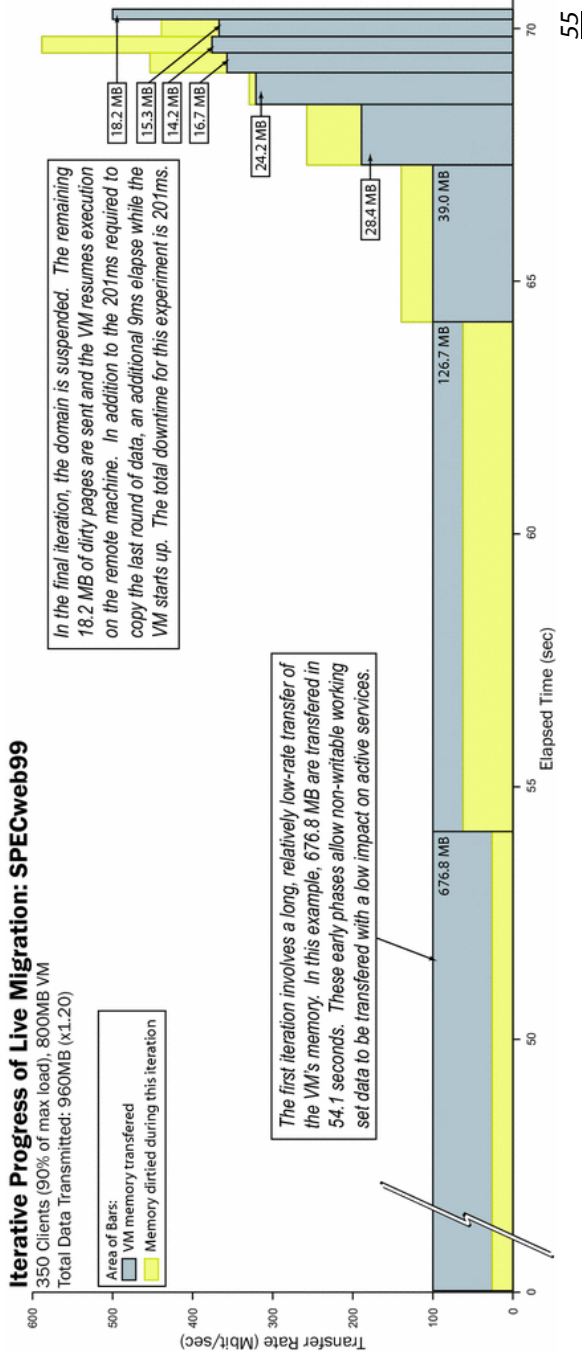 Iterative Progress of Live Migration: SPECweb99
350 Clients (90% of max load), 800MB VM
Total Data Transmitted: 960MB (x1.20)
Area of Bars:
VM memory transfered
Memory dirtied during this iteration
In the final iteration, the domain is suspended. The remaining
18.2 MB of dirty pages are sent and the VM resumes execution
on the remote machine. In addition to the 201ms required to
copy the last round of data, an additional 9ms elapse while the
VM starts up. The total downtime for this experiment is 201ms.
The first iteration involves a long, relatively low-rate transfer of
the VM's memory. In this example, 676.8 MB are transfered in
54.1 seconds. These early phases allow non-writable working
set data to be transfered with a low impact on active services.
Transfer Rate (Mbit/sec)
600
500
400
300
200
100
0
676.8 MB
126.7 MB
39.0 MB
28.4 MB
24.2 MB
16.7 MB
14.2 MB
15.3 MB
18.2 MB
0
50
55
60
65
70
Elapsed Time (sec)
55